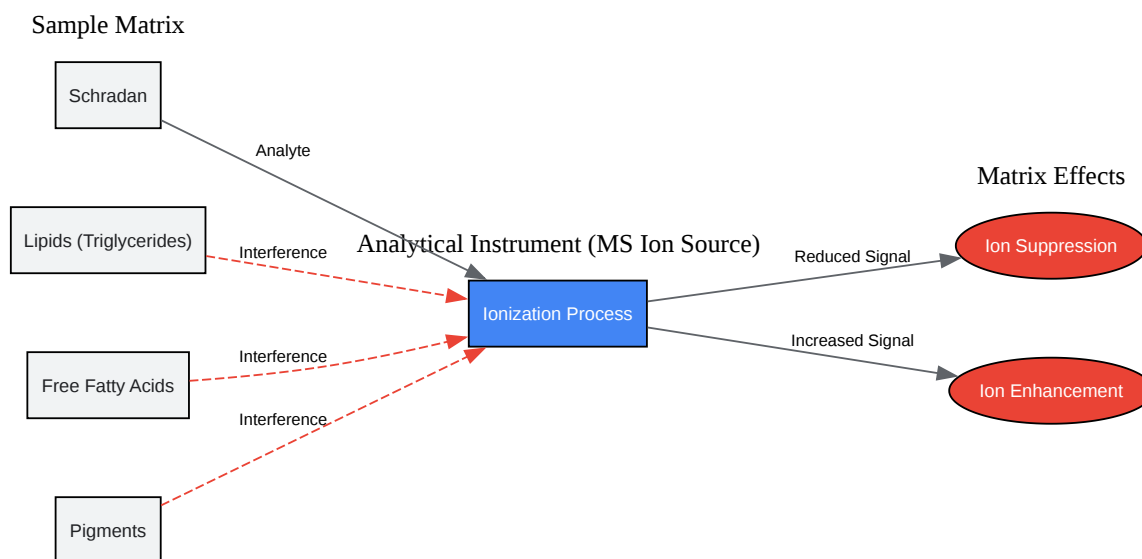 Sample Matrix
Schradan
Analyte
Lipids (Triglycerides)
Interference
Free Fatty Acids
Interference
Interference
Pigments
Analytical Instrument (MS Ion Source)
Ionization Process
Reduced Signal
Increased Signal
Matrix Effects
Ion Suppression
Ion Enhancement